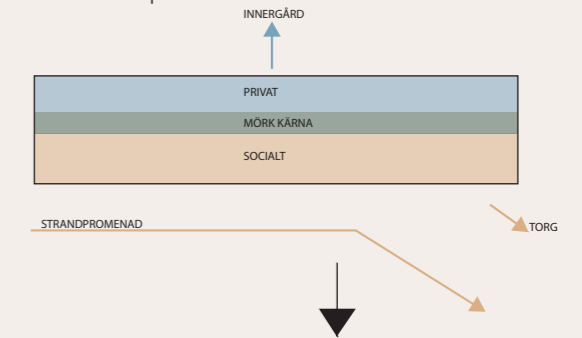 INNERGÅRD
PRIVAT
MÖRK KÄRNA
SOCIALT
STRANDPROMENAD
TORG